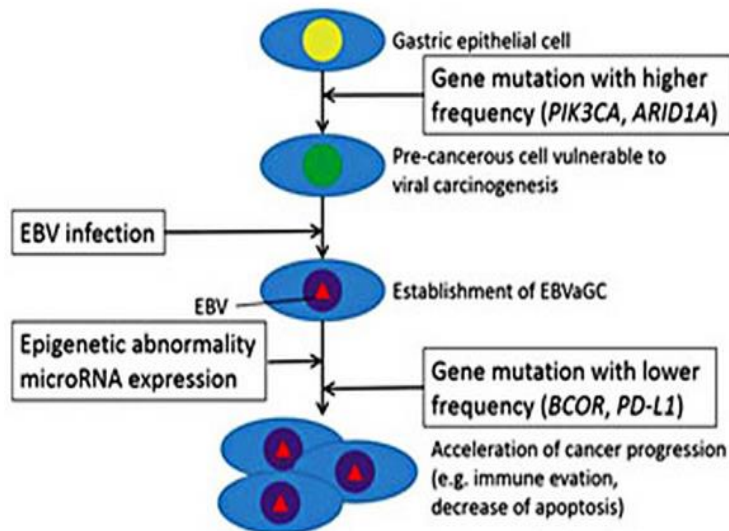 Gastric epithelial cell
Gene mutation with higher
frequency (PIK3CA, ARID1A)
Pre-cancerous cell vulnerable to
viral carcinogenesis
EBV infection
EBV
Establishment of EBVaGC
Epigenetic abnormality
microRNA expression
Gene mutation with lower
frequency (BCOR, PD-L1)
Acceleration of cancer progression
(e.g. immune evation,
decrease of apoptosis)